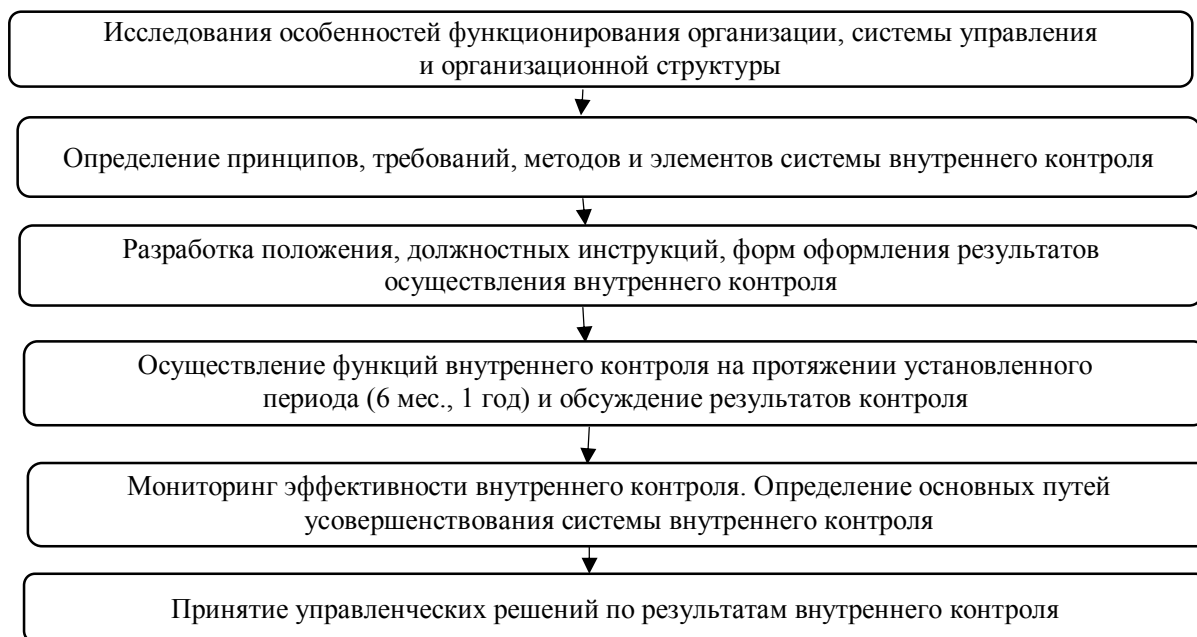 Исследования особенностей функционирования организации, системы управления
и организационной структуры
Определение принципов, требований, методов и элементов системы внутреннего контроля
Разработка положения, должностных инструкций, форм оформления результатов
осуществления внутреннего контроля
Осуществление функций внутреннего контроля на протяжении установленного
периода (6 мес., 1 год) и обсуждение результатов контроля
Мониторинг эффективности внутреннего контроля. Определение основных путей
усовершенствования системы внутреннего контроля
Принятие управленческих решений по результатам внутреннего контроля